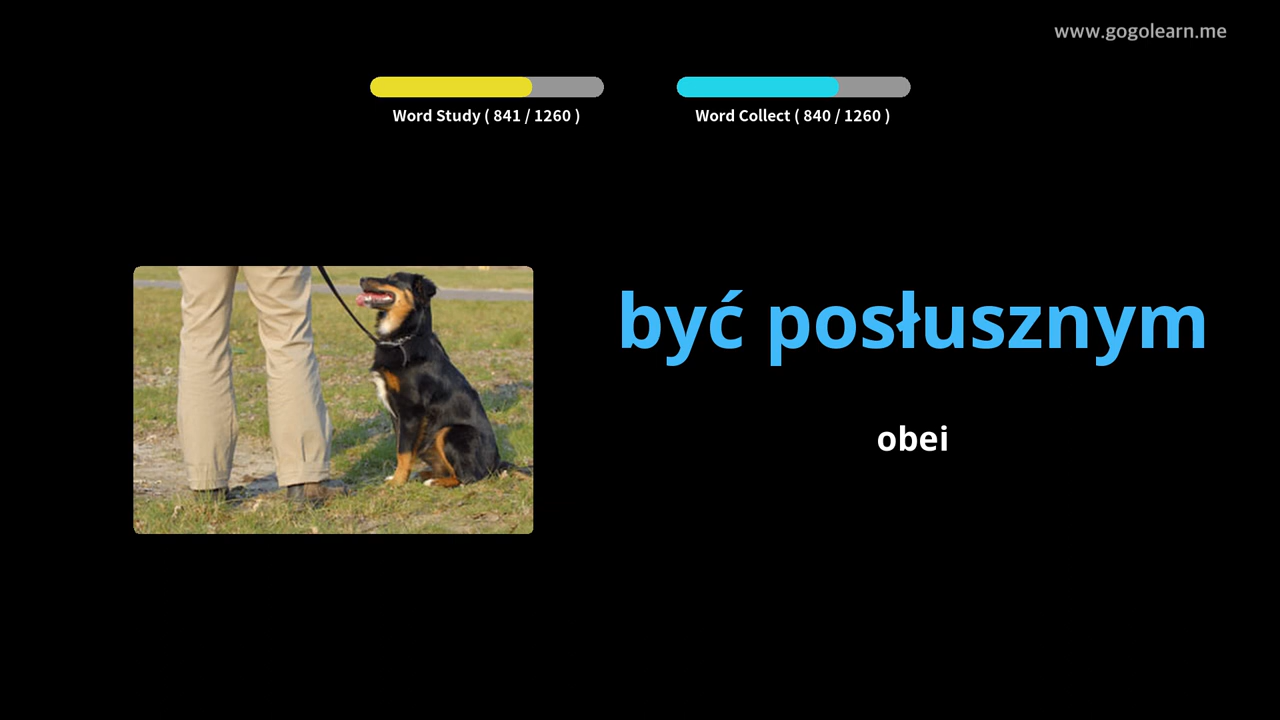 www.gogolearn.me
Word Study ( 841 / 1260 )
Word Collect ( 840 / 1260 )
być posłusznym
obei